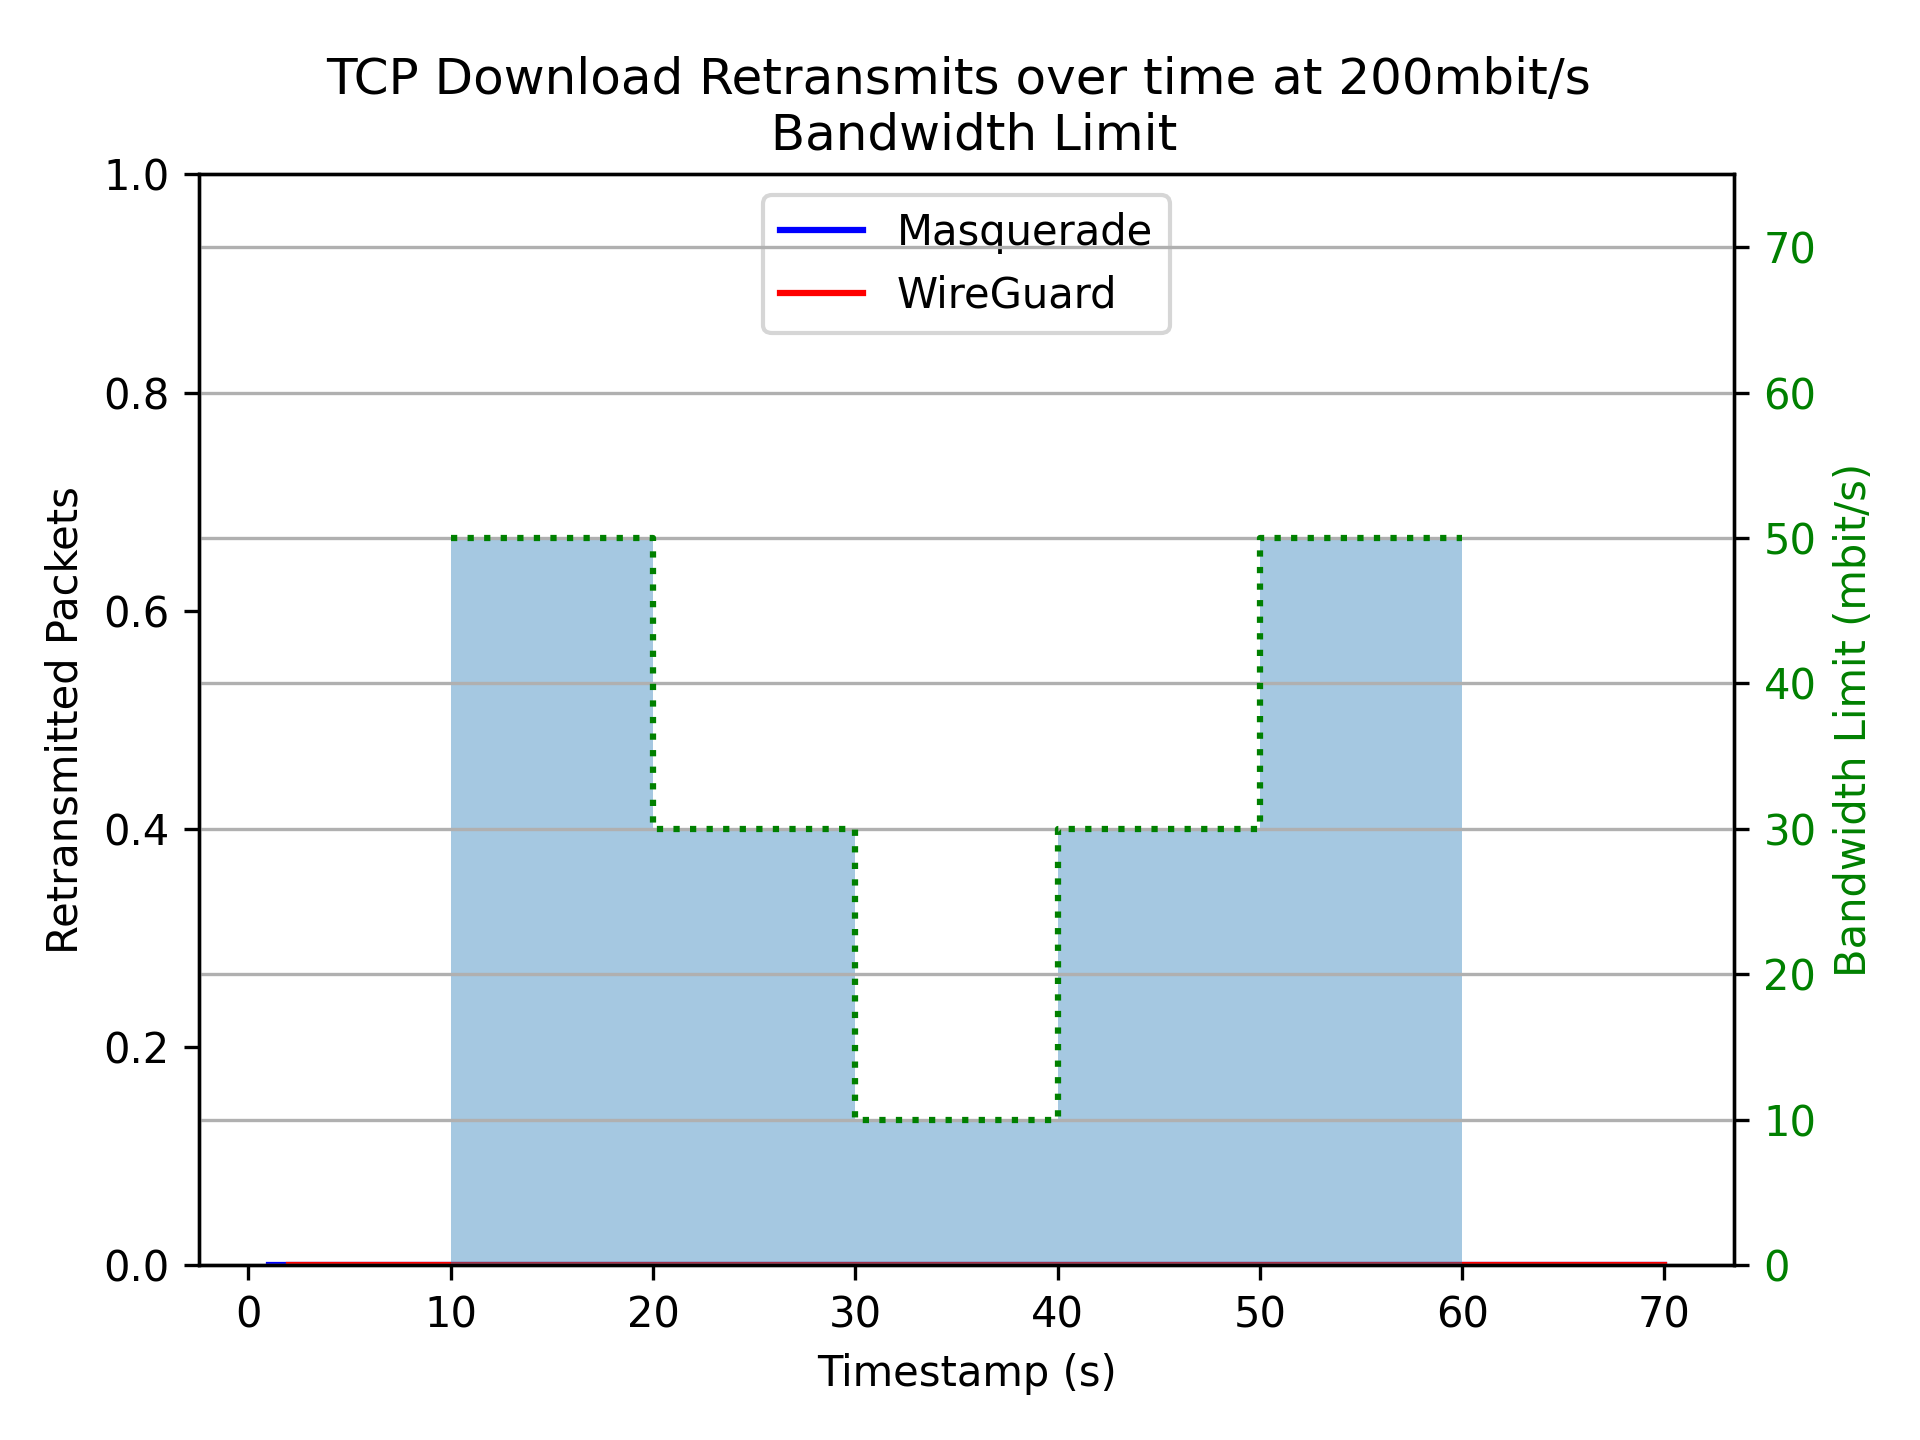 TCP Download Retransmits over time at 200mbit/s
Bandwidth Limit
Masquerade
WireGuard
Retransmitted Packets
1.0
0.8
0.6
0.4
0.2
0.0
Bandwidth Limit (mbit/s)
70
60
50
40
30
20
10
0
0 10 20 30 40 50 60 70
Timestamp (s)